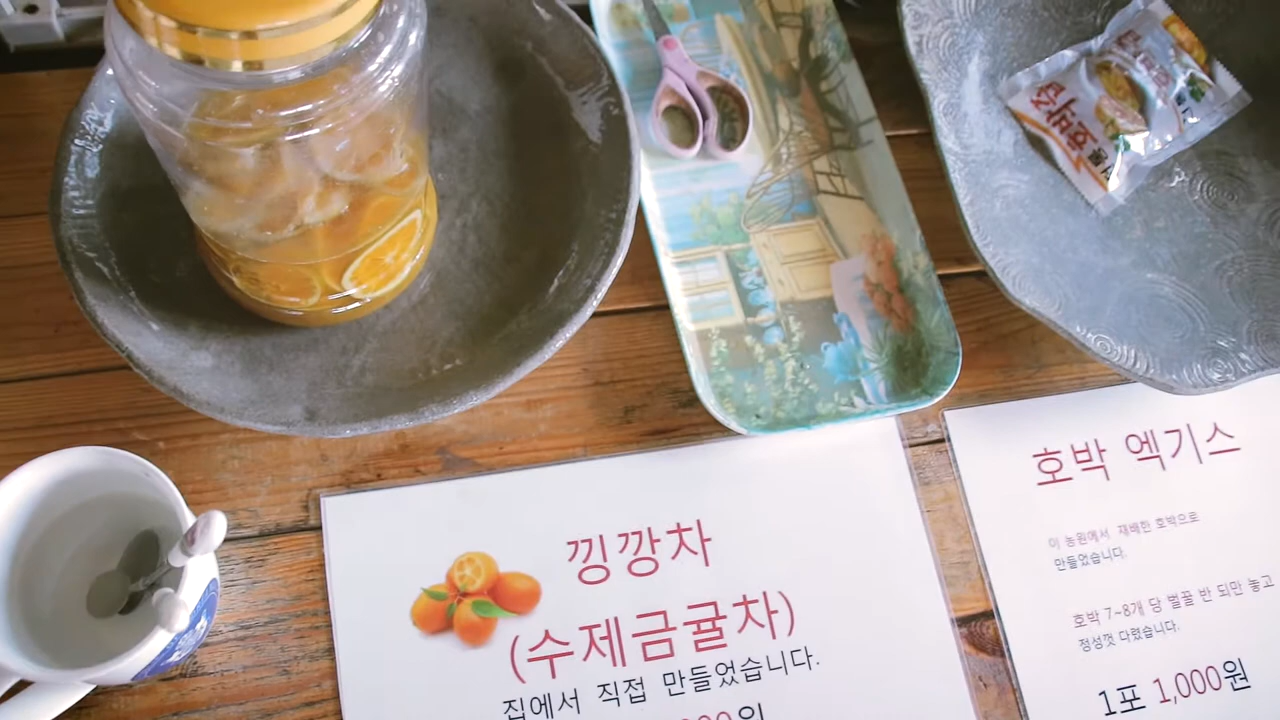 호박
낑깡차
(수제금귤차)
집에서 직접 만들었습니다.
호박 엑기스
이 농원에서 재배한 호박으로
만들었습니다.
호박 7~8개 당 벌꿀 반 되만 놓고
정성껏 다렸습니다.
1포 1,000원